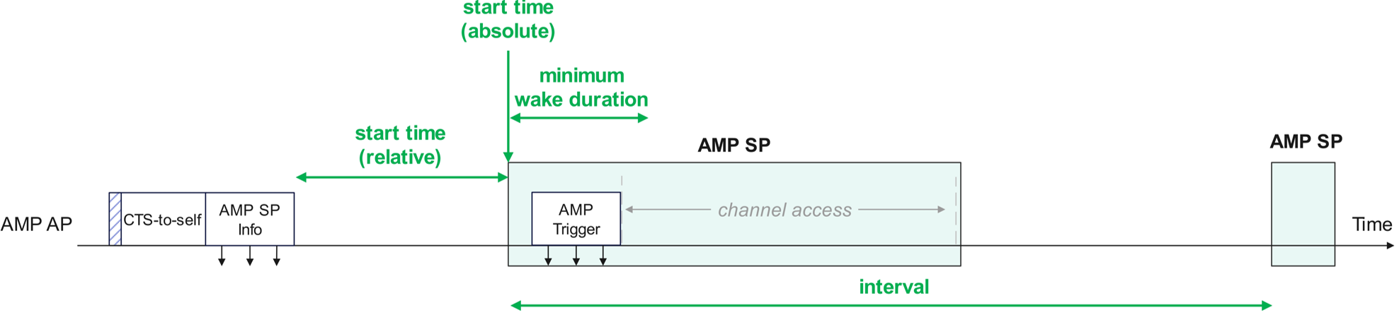 start time
(absolute)
minimum
wake duration
start time
(relative)
AMP SP
AMP SP
AMP AP
CTS-to-self
AMP SP
Info
AMP
Trigger
channel access
Time
interval